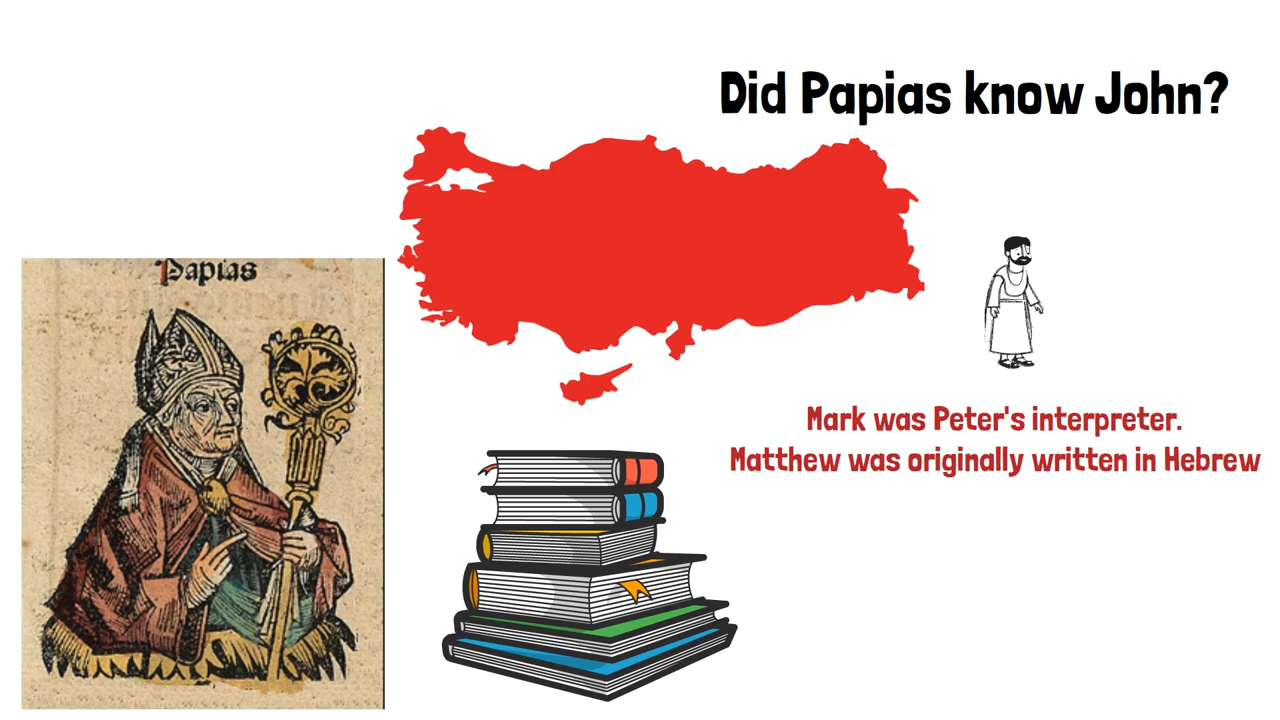 Did Papias know John?
Papias
Mark was Peter's interpreter.
Matthew was originally written in Hebrew